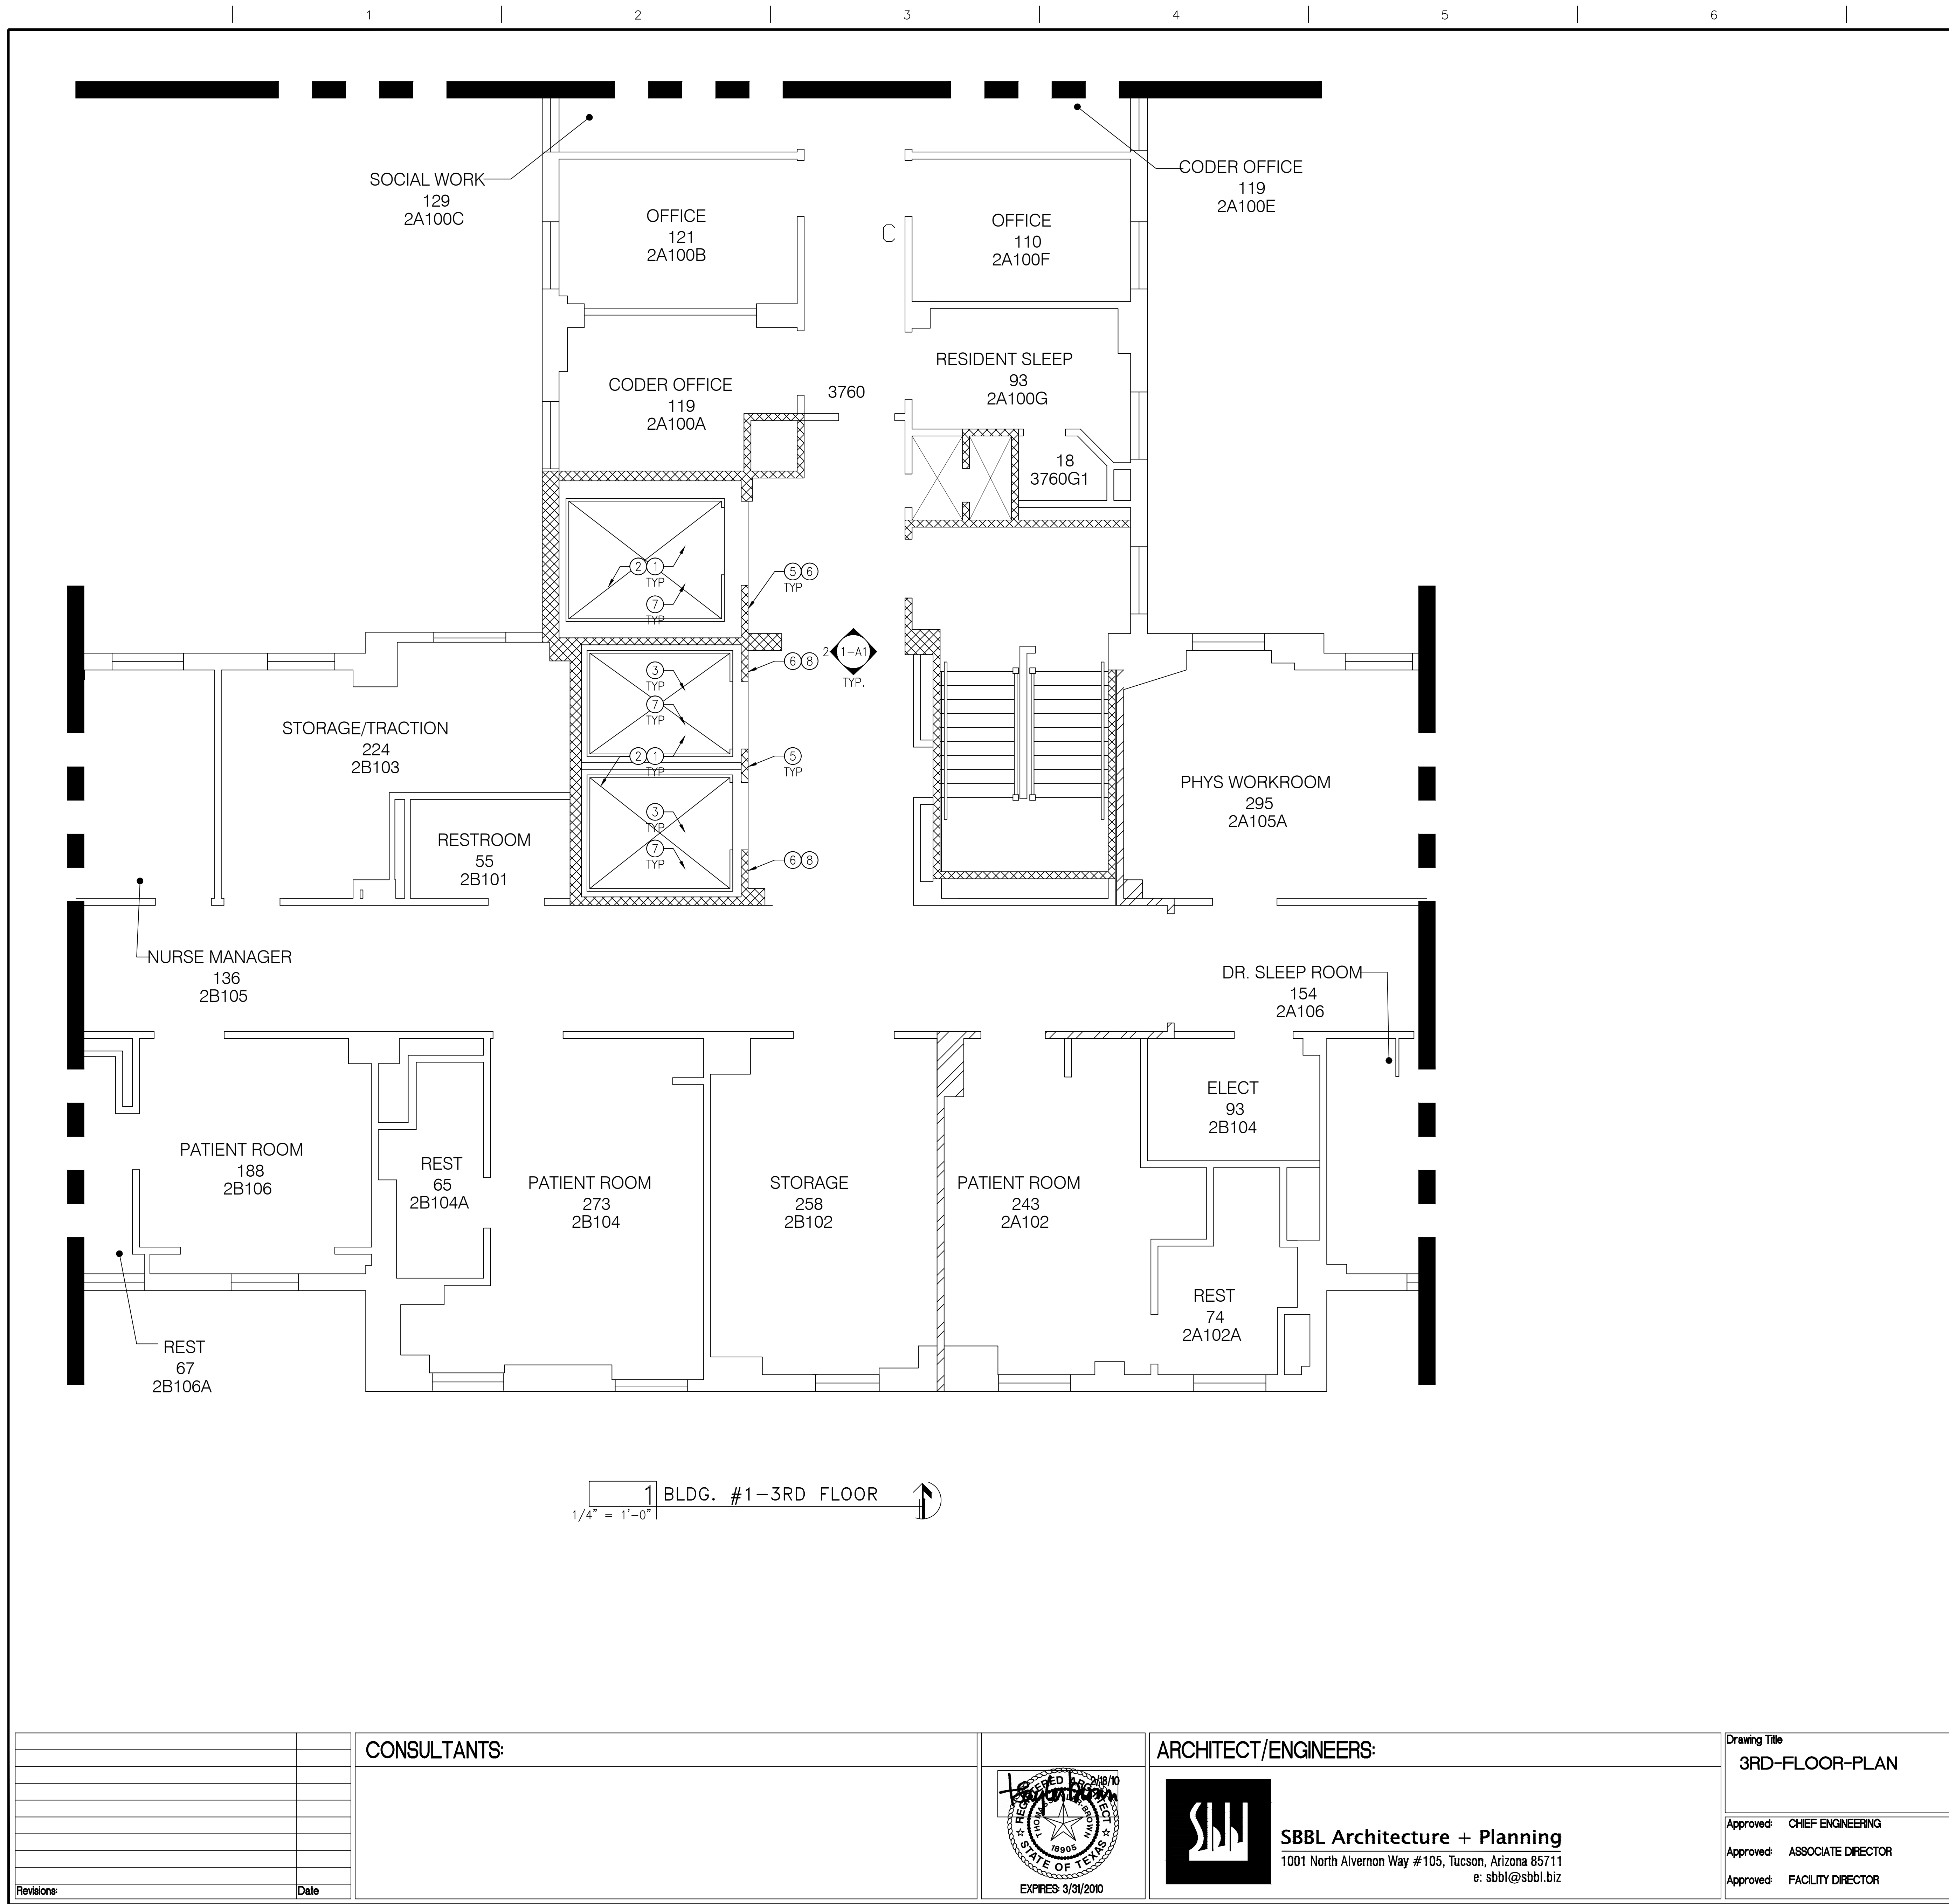 1 2 3 4 5 6
SOCIAL WORK
129
2A100C
CODER OFFICE
119
2A100E
OFFICE
121
2A100B
C
OFFICE
110
2A100F
RESIDENT SLEEP
93
2A100G
CODER OFFICE
119
2A100A
3760
18
3760G1
2 1
TYP
7
TYP
5 6
TYP
3
TYP
7
TYP
6 8
2 1-A1
TYP.
2 1
TYP
5
TYP
3
TYP
7
TYP
6 8
STORAGE/TRACTION
224
2B103
RESTROOM
55
2B101
PHYS WORKROOM
295
2A105A
NURSE MANAGER
136
2B105
DR. SLEEP ROOM
154
2A106
PATIENT ROOM
188
2B106
REST
65
2B104A
PATIENT ROOM
273
2B104
STORAGE
258
2B102
PATIENT ROOM
243
2A102
ELECT
93
2B104
REST
74
2A102A
REST
67
2B106A
1 BLDG. #1-3RD FLOOR
1/4" = 1'-0"
Revisions: Date
CONSULTANTS:
2/18/10
REGISTERED ARCHITECT
18905
STATE OF TEXAS
EXPIRES: 3/31/2010
ARCHITECT/ENGINEERS:
Sbbl
SBBL Architecture + Planning
1001 North Alvernon Way #105, Tucson, Arizona 85711
e: sbbl@sbbl.biz
Drawing Title
3RD-FLOOR-PLAN
Approved: CHIEF ENGINEERING
Approved: ASSOCIATE DIRECTOR
Approved: FACILITY DIRECTOR